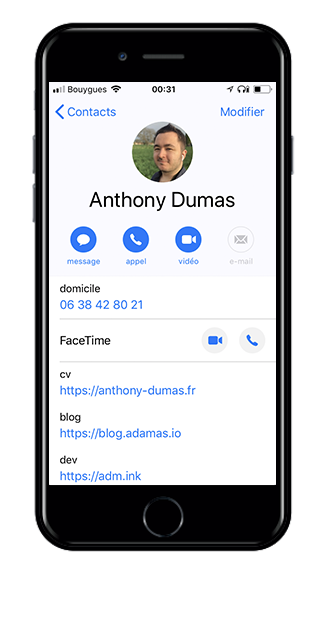 Bouygues 00:31
Contacts Modifier
Anthony Dumas
message appel vidéo e-mail
domicile
06 38 42 80 21
FaceTime
cv
https://anthony-dumas.fr
blog
https://blog.adamas.io
dev
https://adm.ink